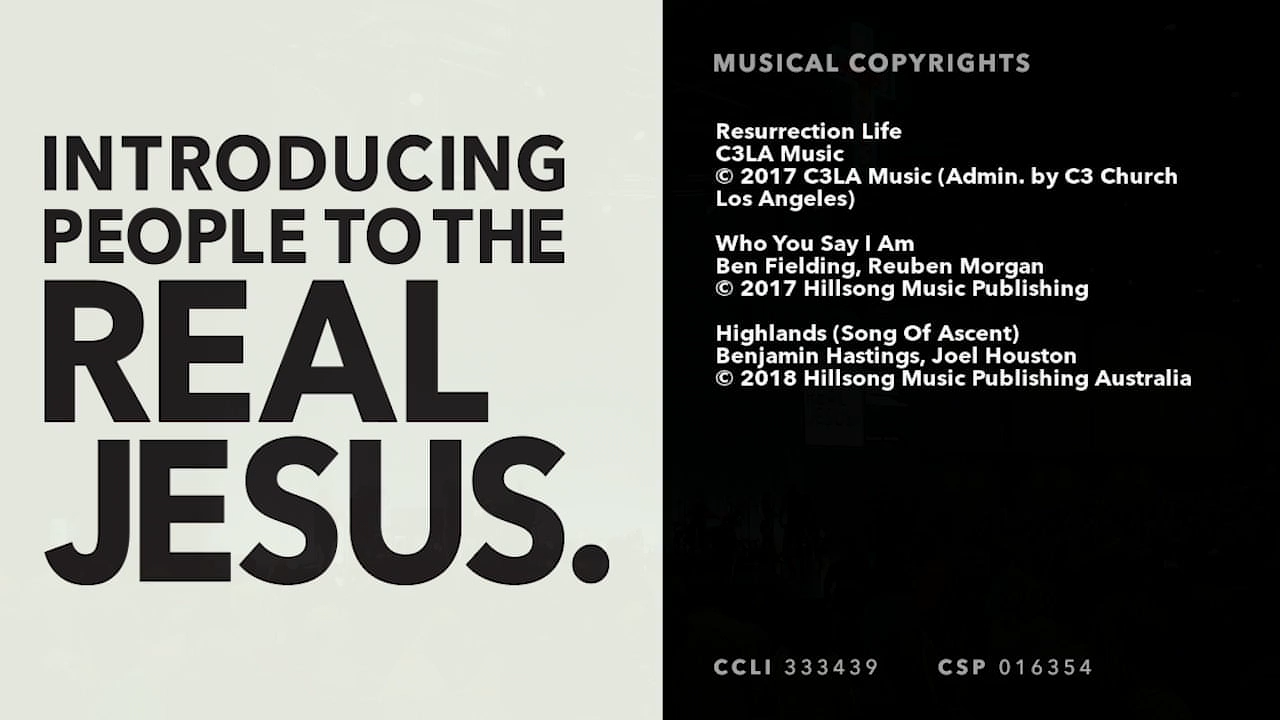 INTRODUCING
PEOPLE TO THE
REAL
JESUS.
MUSICAL COPYRIGHTS
Resurrection Life
C3LA Music
© 2017 C3LA Music (Admin. by C3 Church
Los Angeles)
Who You Say I Am
Ben Fielding, Reuben Morgan
© 2017 Hillsong Music Publishing
Highlands (Song Of Ascent)
Benjamin Hastings, Joel Houston
© 2018 Hillsong Music Publishing Australia
CCLI 333439 CSP 016354